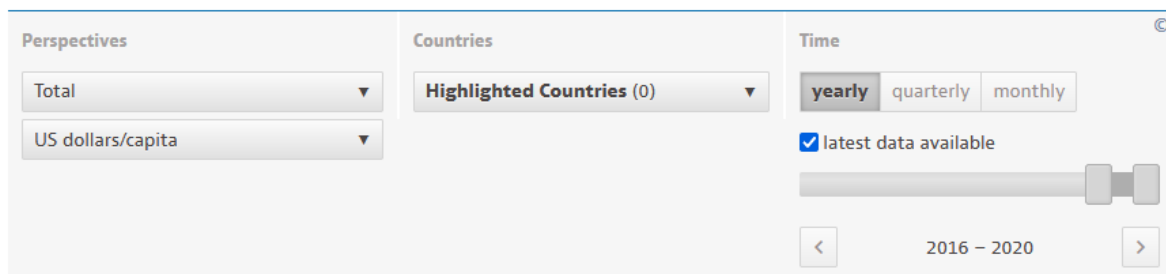 ©
Perspectives
Total ▼
US dollars/capita ▼
Countries
Highlighted Countries (0) ▼
Time
yearly quarterly monthly
latest data available
< 2016 – 2020 >